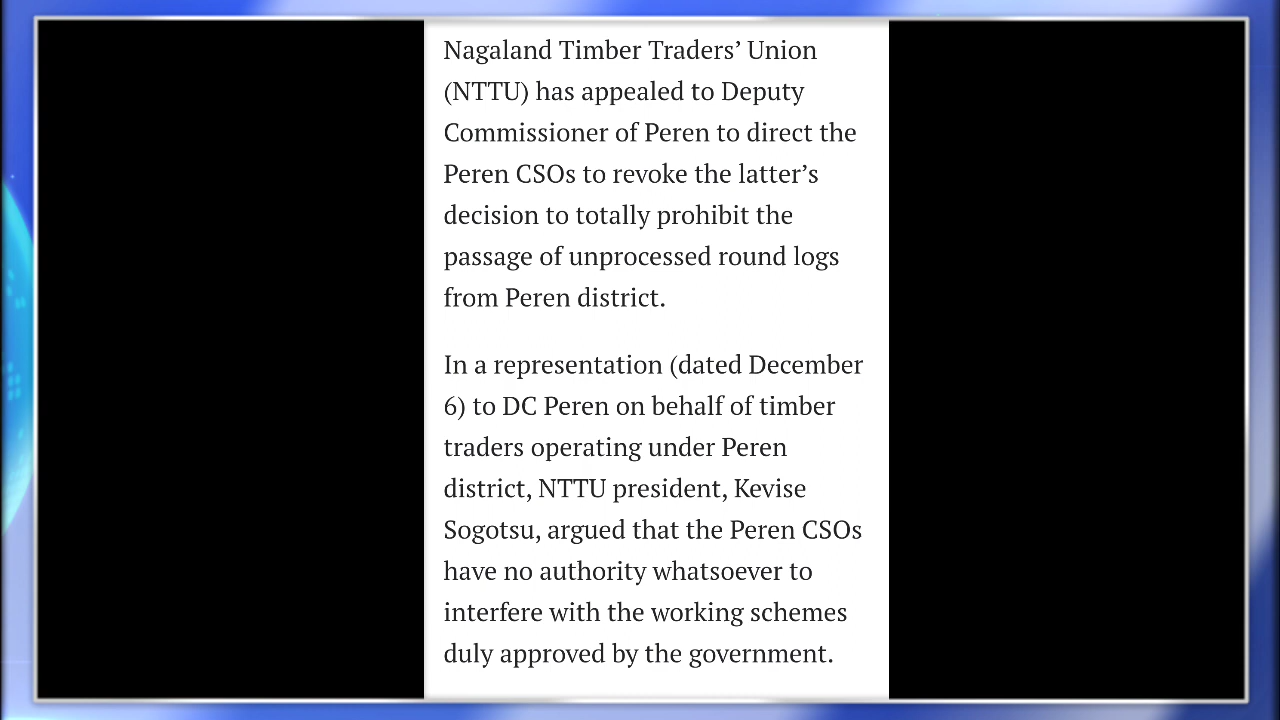 Nagaland Timber Traders’ Union
(NTTU) has appealed to Deputy
Commissioner of Peren to direct the
Peren CSOs to revoke the latter’s
decision to totally prohibit the
passage of unprocessed round logs
from Peren district.
In a representation (dated December
6) to DC Peren on behalf of timber
traders operating under Peren
district, NTTU president, Kevise
Sogotsu, argued that the Peren CSOs
have no authority whatsoever to
interfere with the working schemes
duly approved by the government.